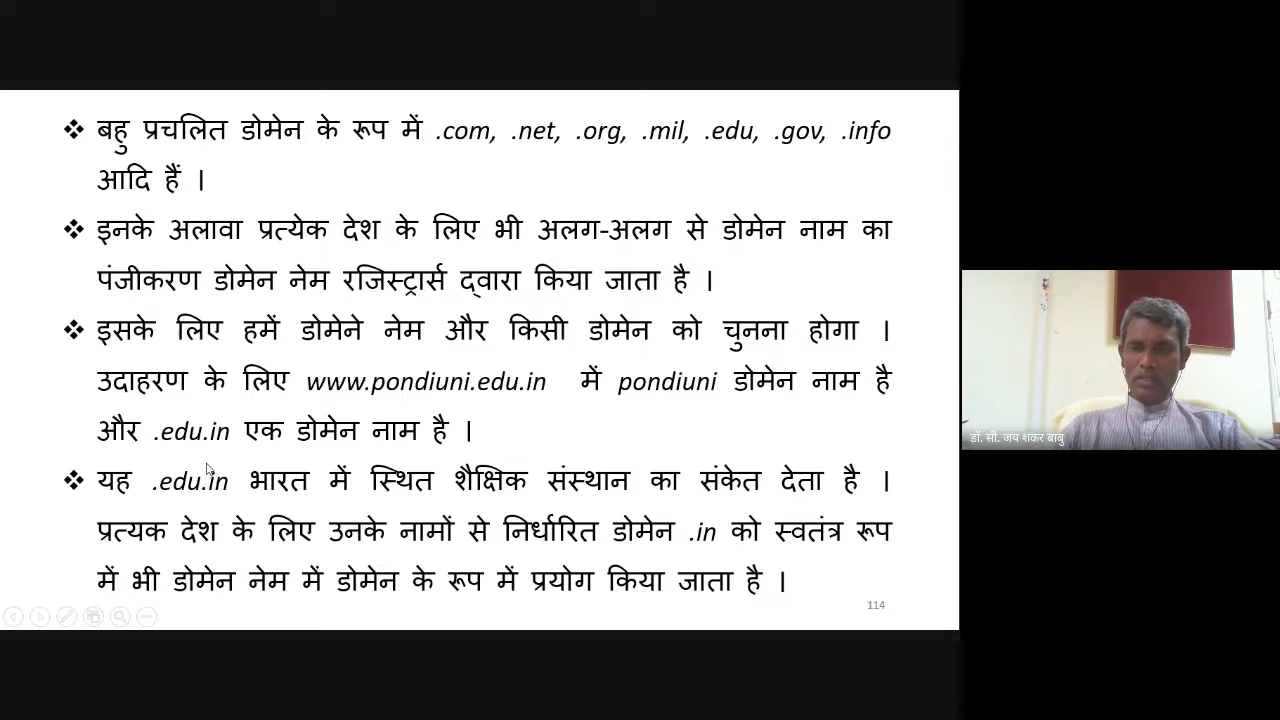 ❖ बहु प्रचलित डोमेन के रूप में .com, .net, .org, .mil, .edu, .gov, .info
आदि हैं ।
❖ इनके अलावा प्रत्येक देश के लिए भी अलग-अलग से डोमेन नाम का
पंजीकरण डोमेन नेम रजिस्ट्रार्स द्वारा किया जाता है ।
❖ इसके लिए हमें डोमेने नेम और किसी डोमेन को चुनना होगा ।
उदाहरण के लिए www.pondiuni.edu.in में pondiuni डोमेन नाम है
और .edu.in एक डोमेन नाम है ।
❖ यह .edu.in भारत में स्थित शैक्षिक संस्थान का संकेत देता है ।
प्रत्यक देश के लिए उनके नामों से निर्धारित डोमेन .in को स्वतंत्र रूप
में भी डोमेन नेम में डोमेन के रूप में प्रयोग किया जाता है ।
114
डॉ. सी. जय शंकर बाबु